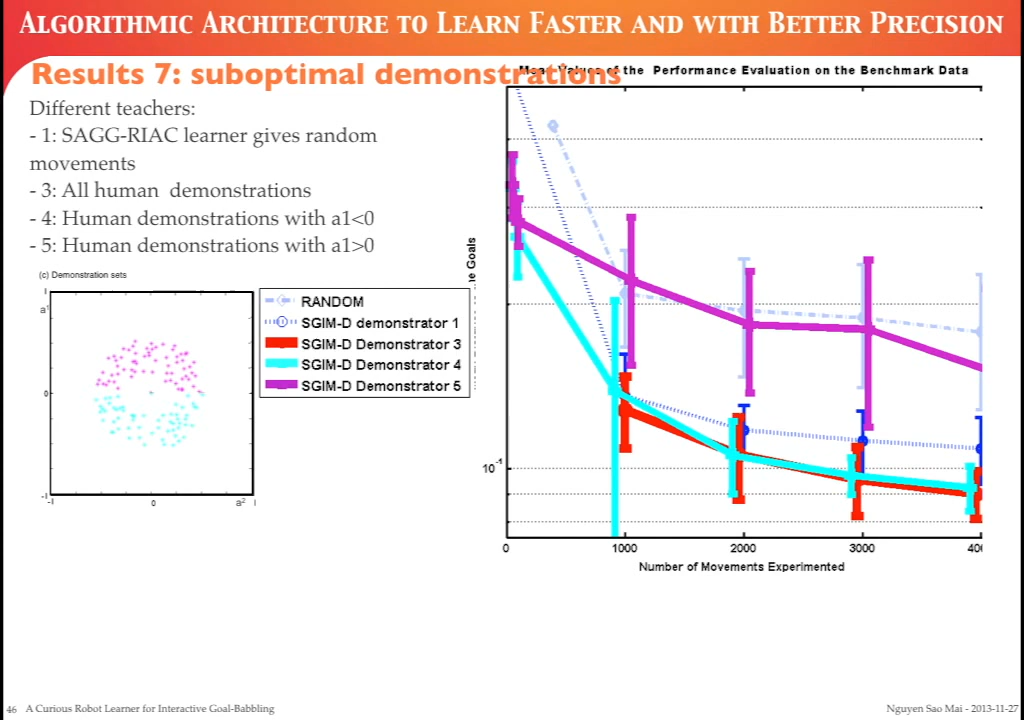 Algorithmic Architecture to Learn Faster and with Better Precision
Results 7: suboptimal demonstrations
of the Performance Evaluation on the Benchmark Data
Different teachers:
- 1: SAGG-RIAC learner gives random
movements
- 3: All human demonstrations
- 4: Human demonstrations with a1<0
- 5: Human demonstrations with a1>0
(c) Demonstration sets
1
a¹
0
-1
-1
0
a²
1
RANDOM
SGIM-D demonstrator 1
SGIM-D Demonstrator 3
SGIM-D Demonstrator 4
SGIM-D Demonstrator 5
Goals
10⁻¹
0
1000
2000
3000
Number of Movements Experimented
46 A Curious Robot Learner for Interactive Goal-Babbling
Nguyen Sao Mai - 2013-11-27